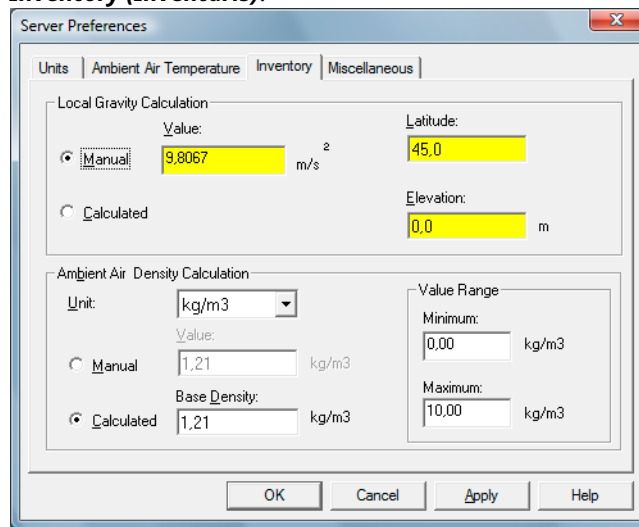 Inventory (Inventaris).
Server Preferences
Units Ambient Air Temperature Inventory Miscellaneous
Local Gravity Calculation
Value: Latitude:
Manual 9,8067 m/s 2 45,0
Elevation:
Calculated 0,0 m
Ambient Air Density Calculation
Unit: kg/m3 Value Range
Minimum:
Value: 0,00 kg/m3
Manual 1,21 kg/m3
Maximum:
Base Density: 10,00 kg/m3
Calculated 1,21 kg/m3
OK Cancel Apply Help